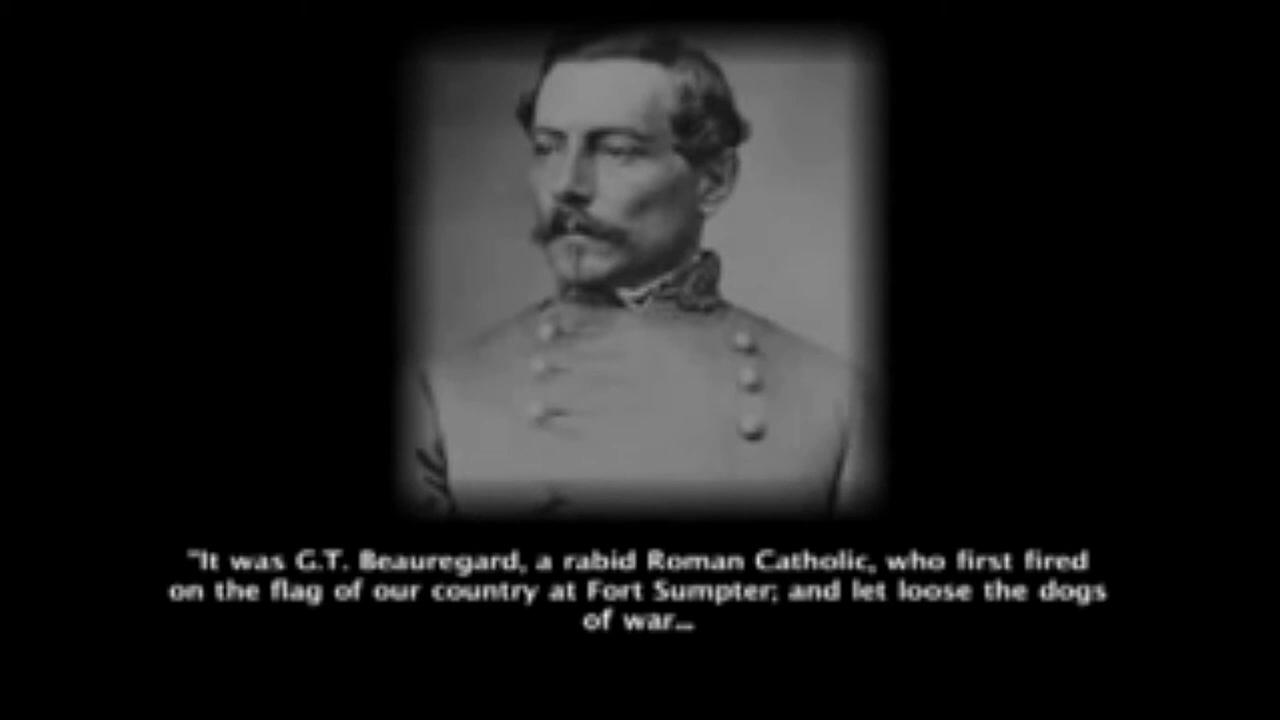 "It was G.T. Beauregard, a rabid Roman Catholic, who first fired
on the flag of our country at Fort Sumpter; and let loose the dogs
of war...